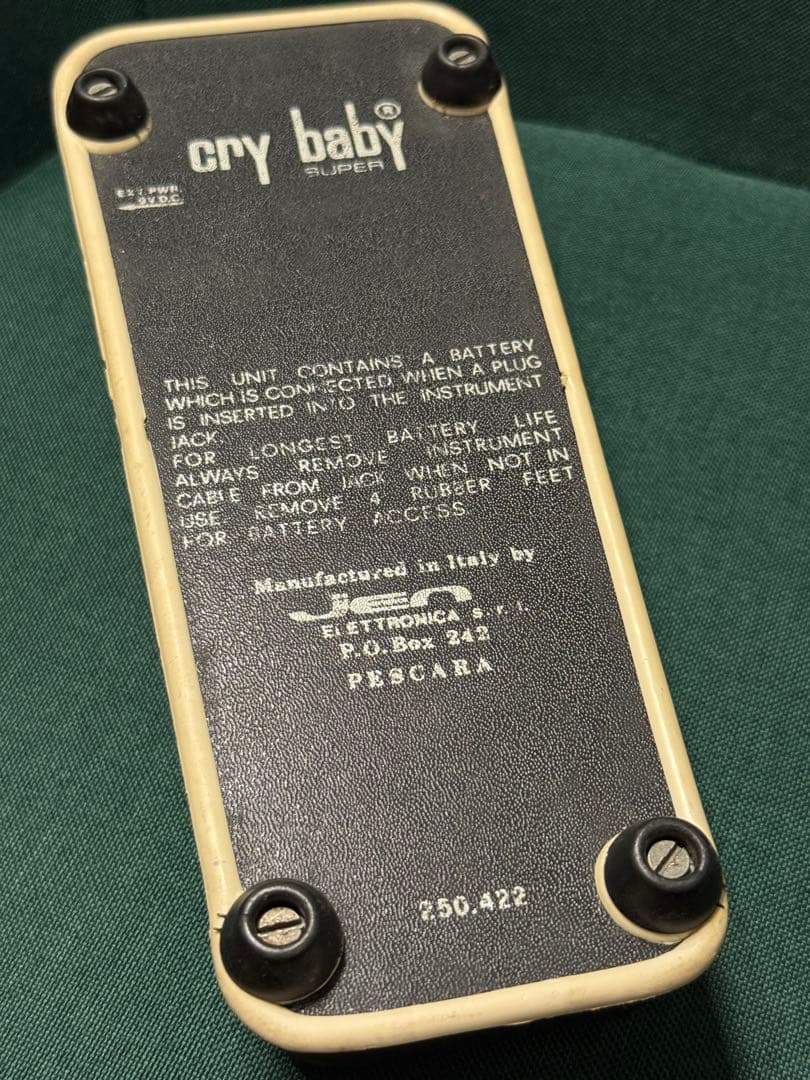 cry baby®
SUPER
EXT. PWR.
9V D.C.
THIS UNIT CONTAINS A BATTERY
WHICH IS CONNECTED WHEN A PLUG
IS INSERTED INTO THE INSTRUMENT
JACK
FOR LONGEST BATTERY LIFE
ALWAYS REMOVE INSTRUMENT
CABLE FROM JACK WHEN NOT IN
USE REMOVE 4 RUBBER FEET
FOR BATTERY ACCESS
Manufactured in Italy by
Jen
ELETTRONICA s.r.l.
P.O. Box 242
PESCARA
250.422